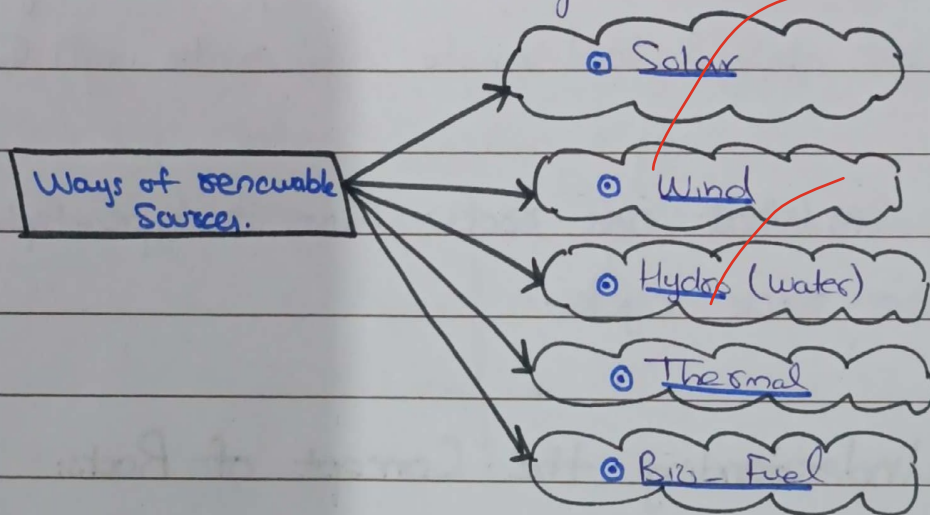 Ways of renewable
Sources.
Solar
Wind
Hydro (water)
Thermal
Bio-Fuel